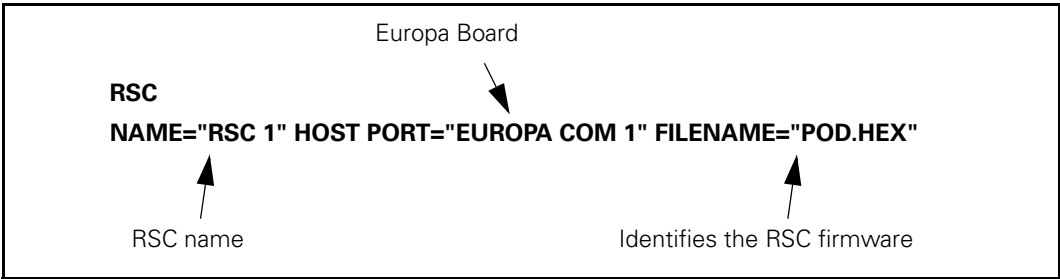 Europa Board
RSC
NAME="RSC 1" HOST PORT="EUROPA COM 1" FILENAME="POD.HEX"
RSC name
Identifies the RSC firmware